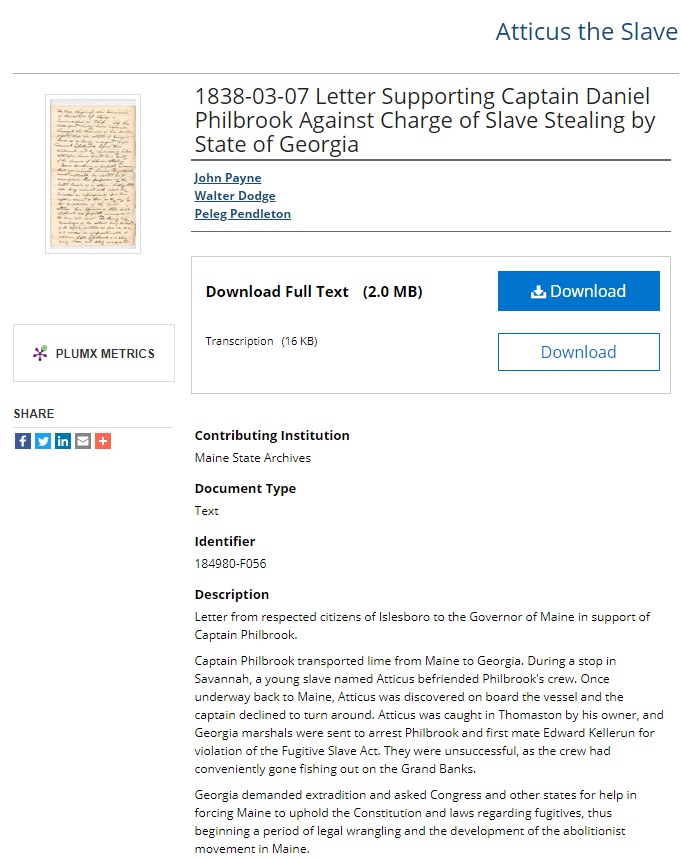 Atticus the Slave
1838-03-07 Letter Supporting Captain Daniel
Philbrook Against Charge of Slave Stealing by
State of Georgia
John Payne
Walter Dodge
Peleg Pendleton
Download Full Text (2.0 MB)
Download
Transcription (16 KB)
Download
PLUMX METRICS
SHARE
Contributing Institution
Maine State Archives
Document Type
Text
Identifier
184980-F056
Description
Letter from respected citizens of Islesboro to the Governor of Maine in support of
Captain Philbrook.
Captain Philbrook transported lime from Maine to Georgia. During a stop in
Savannah, a young slave named Atticus befriended Philbrook's crew. Once
underway back to Maine, Atticus was discovered on board the vessel and the
captain declined to turn around. Atticus was caught in Thomaston by his owner, and
Georgia marshals were sent to arrest Philbrook and first mate Edward Kellerun for
violation of the Fugitive Slave Act. They were unsuccessful, as the crew had
conveniently gone fishing out on the Grand Banks.
Georgia demanded extradition and asked Congress and other states for help in
forcing Maine to uphold the Constitution and laws regarding fugitives, thus
beginning a period of legal wrangling and the development of the abolitionist
movement in Maine.